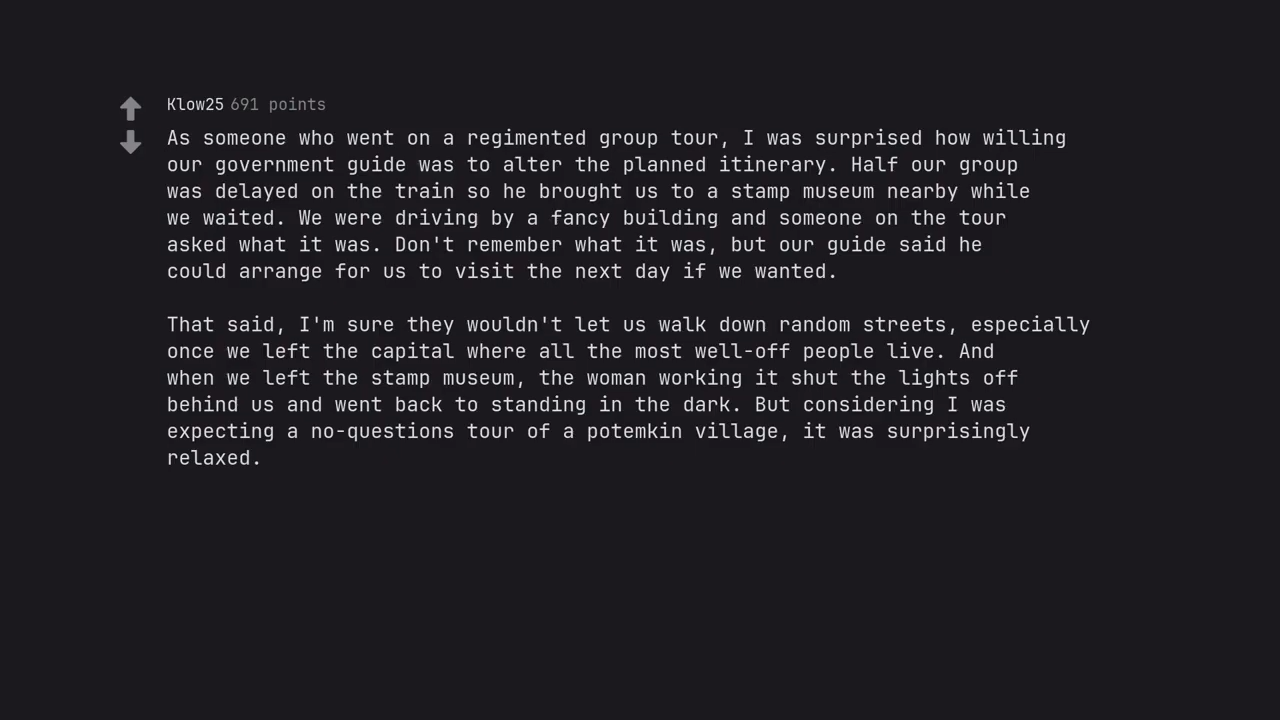 Klow25 691 points
As someone who went on a regimented group tour, I was surprised how willing
our government guide was to alter the planned itinerary. Half our group
was delayed on the train so he brought us to a stamp museum nearby while
we waited. We were driving by a fancy building and someone on the tour
asked what it was. Don't remember what it was, but our guide said he
could arrange for us to visit the next day if we wanted.
That said, I'm sure they wouldn't let us walk down random streets, especially
once we left the capital where all the most well-off people live. And
when we left the stamp museum, the woman working it shut the lights off
behind us and went back to standing in the dark. But considering I was
expecting a no-questions tour of a potemkin village, it was surprisingly
relaxed.